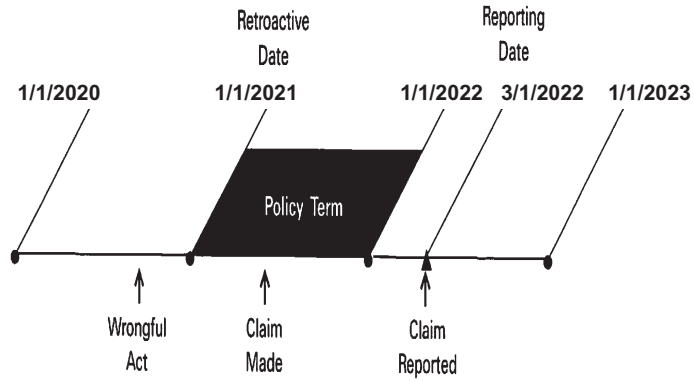 Retroactive
Date
Reporting
Date
1/1/2020 1/1/2021 1/1/2022 3/1/2022 1/1/2023
Policy Term
Wrongful
Act
Claim
Made
Claim
Reported